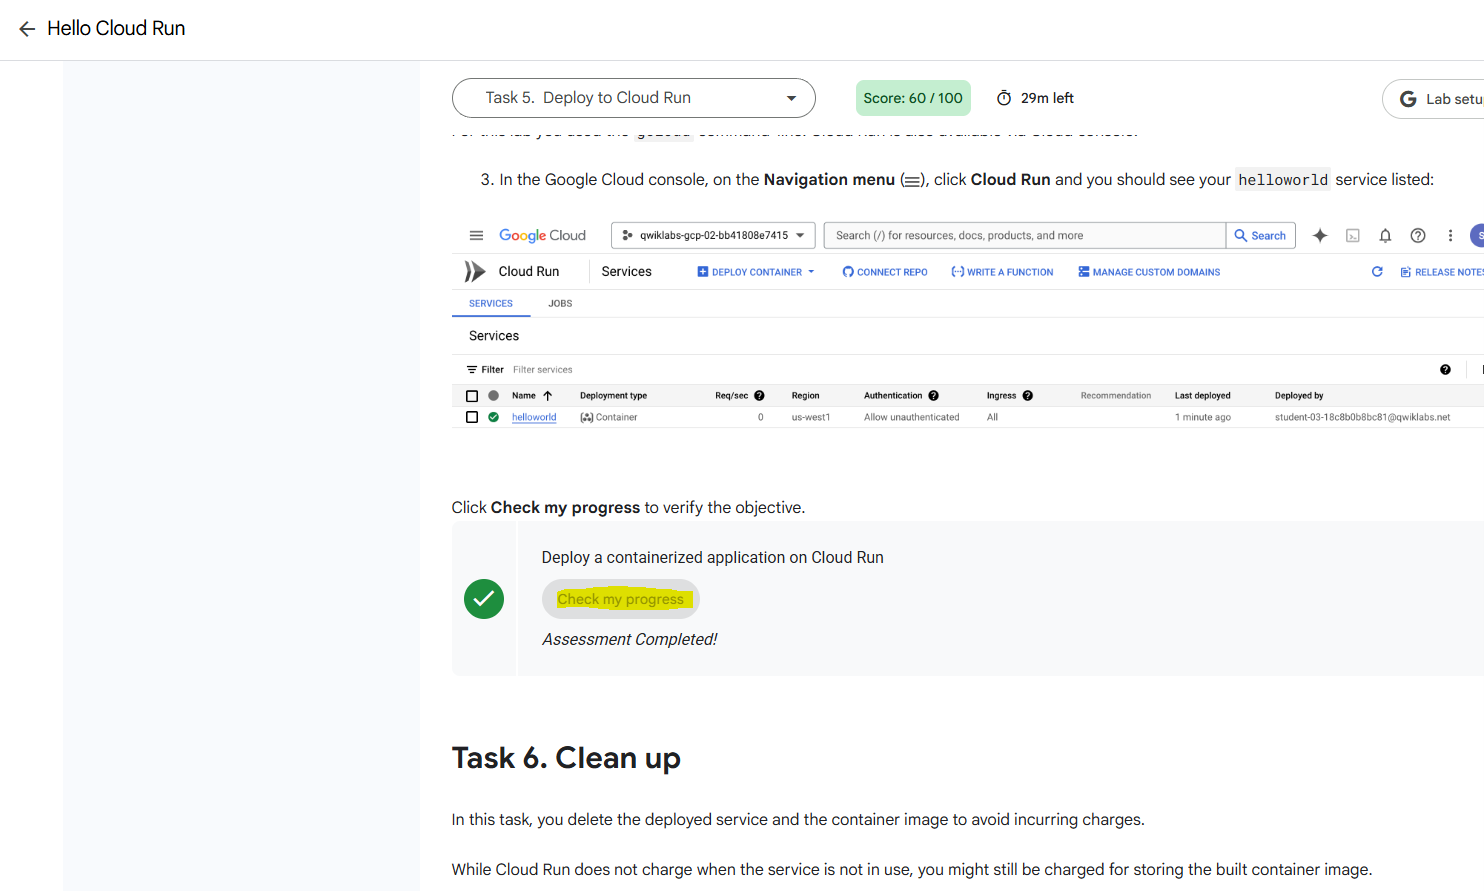 Hello Cloud Run
Task 5. Deploy to Cloud Run
Score: 60 / 100
29m left
Lab setu
3. In the Google Cloud console, on the Navigation menu (), click Cloud Run and you should see your helloworld service listed:
Google Cloud
qwiklabs-gcp-02-bb41808e7415
Search (/) for resources, docs, products, and more
Search
Cloud Run
Services
DEPLOY CONTAINER
CONNECT REPO
WRITE A FUNCTION
MANAGE CUSTOM DOMAINS
RELEASE NOTES
SERVICES JOBS
Services
Filter Filter services
Name Deployment type Req/sec Region Authentication Ingress Recommendation Last deployed Deployed by
helloworld Container 0 us-west1 Allow unauthenticated All 1 minute ago student-03-18c8b0b8bc81@qwiklabs.net
Click Check my progress to verify the objective.
Deploy a containerized application on Cloud Run
Check my progress
Assessment Completed!
Task 6. Clean up
In this task, you delete the deployed service and the container image to avoid incurring charges.
While Cloud Run does not charge when the service is not in use, you might still be charged for storing the built container image.